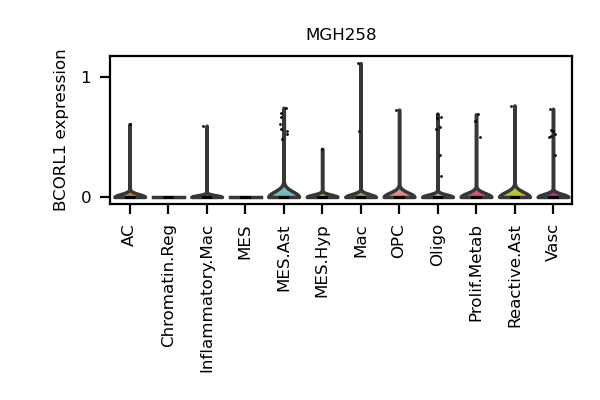 MGH258
BCORL1 expression
1
0
AC
Chromatin.Reg
Inflammatory.Mac
MES
MES.Ast
MES.Hyp
Mac
OPC
Oligo
Prolif.Metab
Reactive.Ast
Vasc